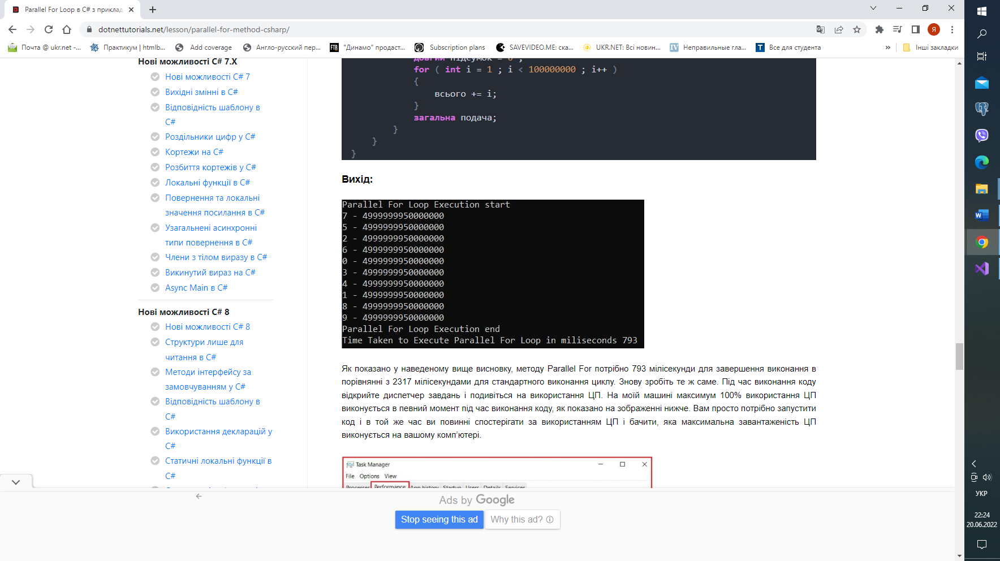 Parallel For Loop в C# з приклад
dotnettutorials.net/lesson/parallel-for-method-csharp/
Я
Почта @ ukr.net -...
Практикум | htmlb...
Add coverage
Англо-русский пер...
FTR
"Динамо" продаст...
Subscription plans
SAVEVIDEO.ME: ска...
UKR.NET: Всі новин...
IV
Неправильные гла...
T
Все для студента
»
Інші закладки
Нові можливості C# 7.X
Нові можливості C# 7
Вихідні змінні в C#
Відповідність шаблону в
C#
Роздільники цифр у C#
Кортежи на C#
Розбиття кортежів у C#
Локальні функції в C#
Повернення та локальні
значення посилання в C#
Узагальнені асинхронні
типи повернення в C#
Члени з тілом виразу в C#
Викинутий вираз на C#
Async Main в C#
Нові можливості C# 8
Нові можливості C# 8
Структури лише для
читання в C#
Методи інтерфейсу за
замовчуванням у C#
Відповідність шаблону в
C#
Використання декларацій у
C#
Статичні локальні функції в
C#
довгий підсумок = 0 ;
for ( int i = 1 ; i < 100000000 ; i++ )
{
всього += i;
}
загальна подача;
}
}
}
Вихід:
Parallel For Loop Execution start
7 - 4999999950000000
5 - 4999999950000000
2 - 4999999950000000
6 - 4999999950000000
0 - 4999999950000000
3 - 4999999950000000
4 - 4999999950000000
1 - 4999999950000000
8 - 4999999950000000
9 - 4999999950000000
Parallel For Loop Execution end
Time Taken to Execute Parallel For Loop in miliseconds 793
Як показано у наведеному вище висновку, методу Parallel For потрібно 793 мілісекунди для завершення виконання в
порівнянні з 2317 мілісекундами для стандартного виконання циклу. Знову зробіть те ж саме. Під час виконання коду
відкрийте диспетчер завдань і подивіться на використання ЦП. На моїй машині максимум 100% використання ЦП
виконується в певний момент під час виконання коду, як показано на зображенні нижче. Вам просто потрібно запустити
код і в той же час ви повинні спостерігати за використанням ЦП і бачити, яка максимальна завантаженість ЦП
виконується на вашому комп’ютері.
Task Manager
File Options View
Processes Performance App history Startup Users Details Services
Ads by Google
Stop seeing this ad
Why this ad?
W
УКР
22:24
20.06.2022